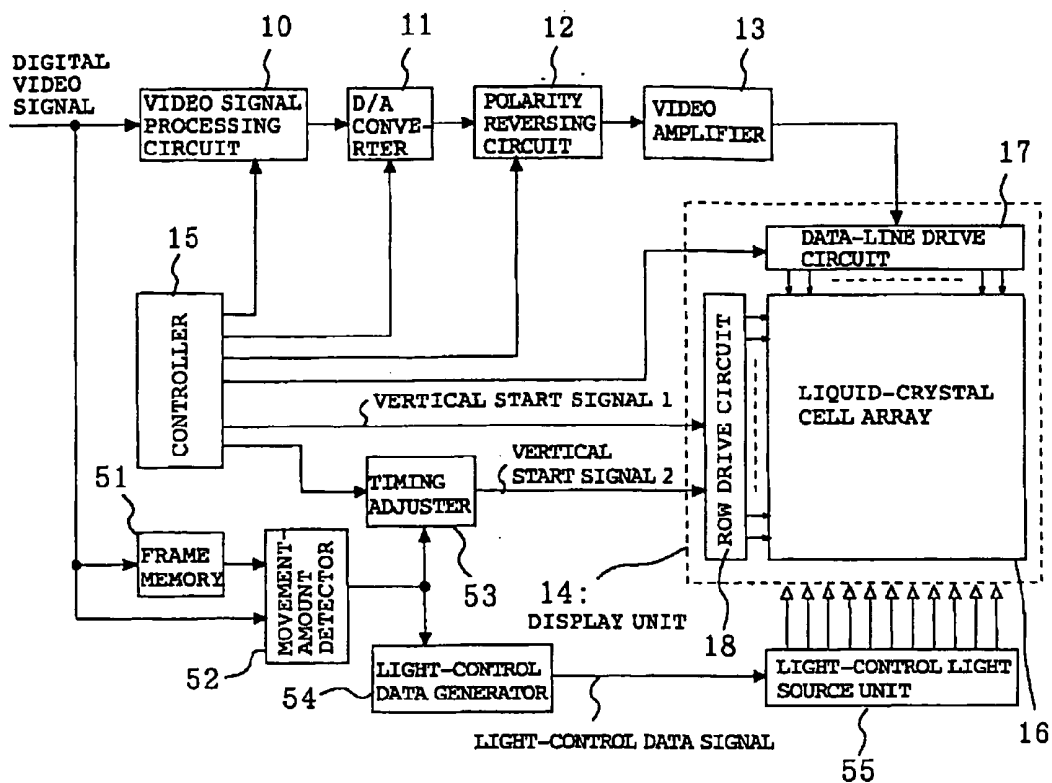 10
11
12
13
DIGITAL
VIDEO
SIGNAL
VIDEO SIGNAL
PROCESSING
CIRCUIT
D/A
CONVE-
RTER
POLARITY
REVERSING
CIRCUIT
VIDEO
AMPLIFIER
17
DATA-LINE DRIVE
CIRCUIT
15
CONTROLLER
ROW DRIVE CIRCUIT
LIQUID-CRYSTAL
CELL ARRAY
VERTICAL START SIGNAL 1
VERTICAL
START SIGNAL 2
TIMING
ADJUSTER
51
FRAME
MEMORY
MOVEMENT-
AMOUNT
DETECTOR
53
14:
DISPLAY UNIT
18
52
54
LIGHT-CONTROL
DATA GENERATOR
LIGHT-CONTROL LIGHT
SOURCE UNIT
LIGHT-CONTROL DATA SIGNAL
55
16